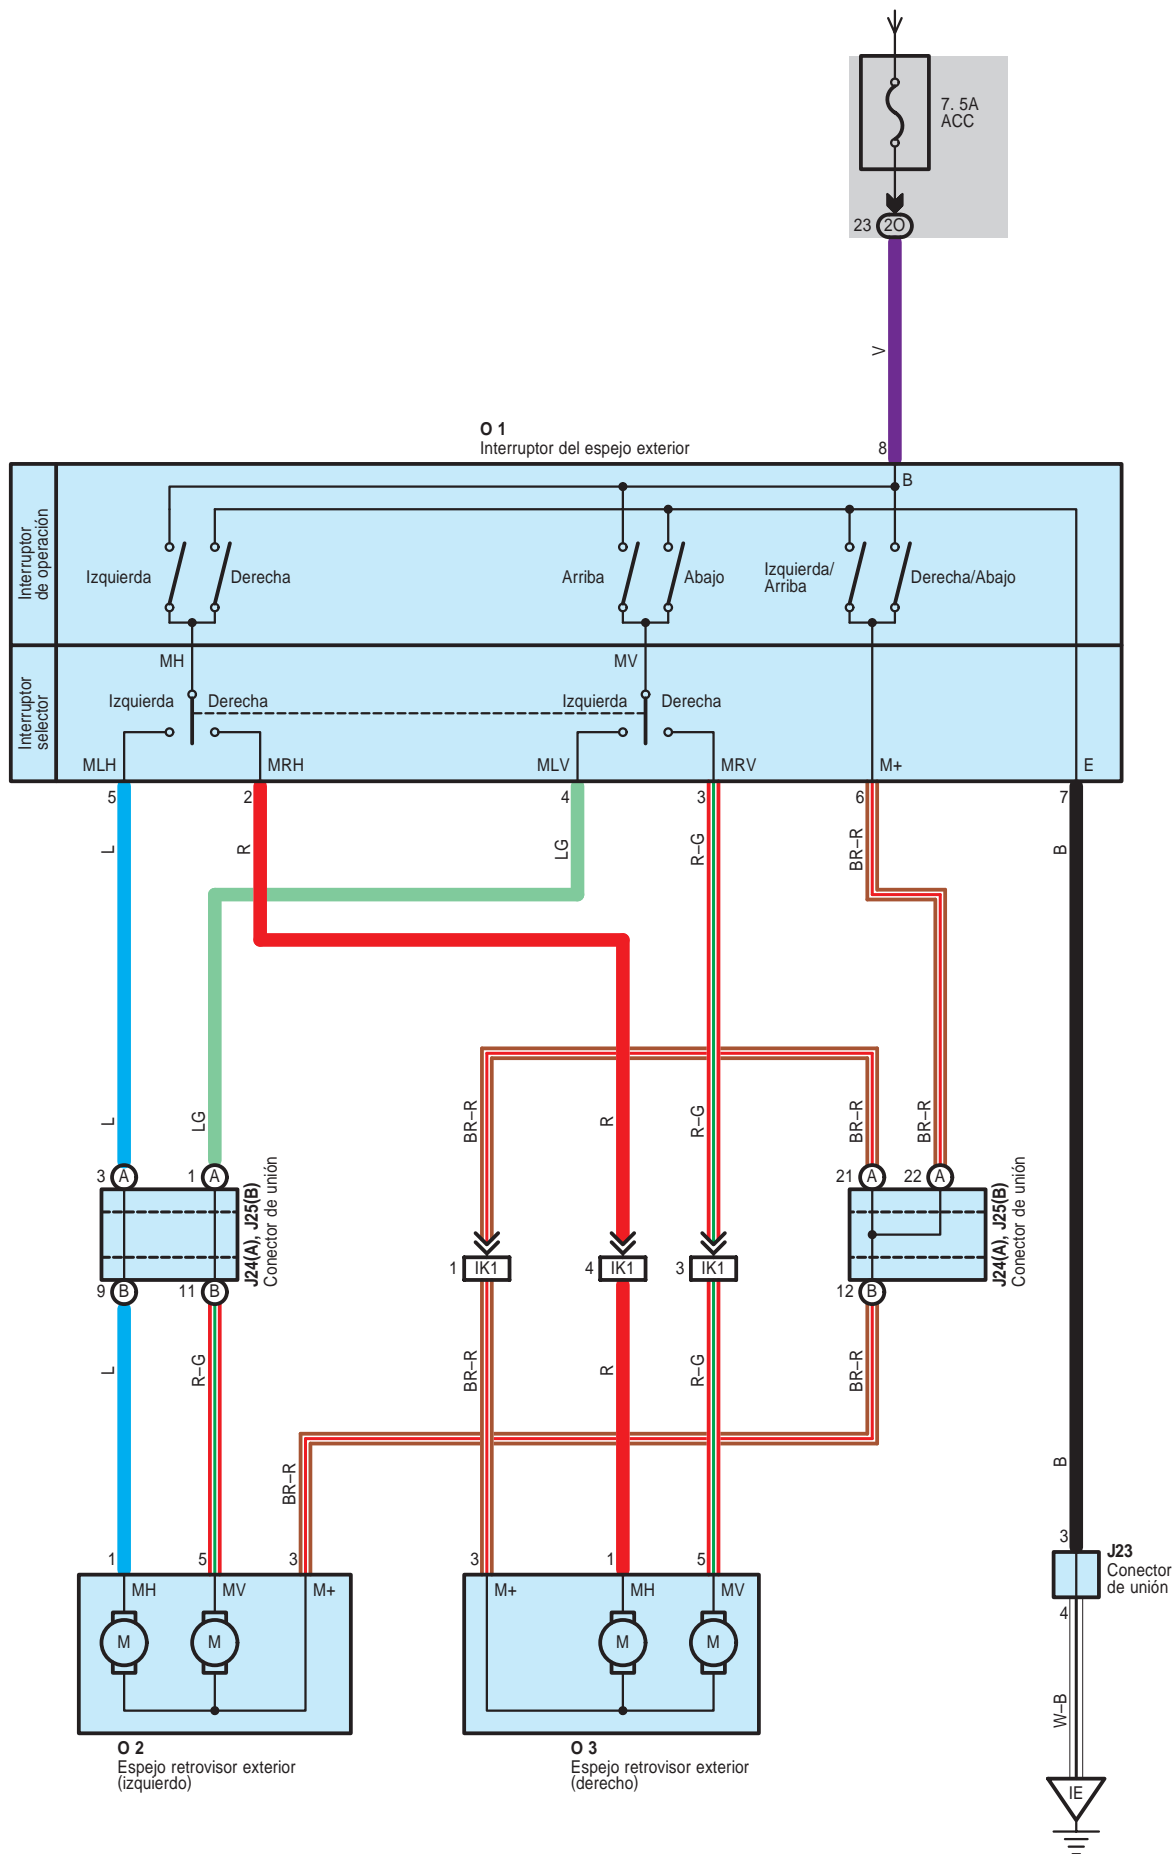 7. 5A
ACC
23 2O
V
O 1
Interruptor del espejo exterior
8
B
Interruptor
de operación
Izquierda
Derecha
Arriba
Abajo
Izquierda/
Arriba
Derecha/Abajo
MH
MV
Interruptor
selector
Izquierda
Derecha
Izquierda
Derecha
MLH
MRH
MLV
MRV
M+
E
5
2
4
3
6
7
L
R
LG
R–G
BR–R
B
L
LG
BR–R
R
R–G
BR–R
BR–R
3 A
1 A
21 A
22 A
J24(A), J25(B)
Conector de unión
1 IK1
4 IK1
3 IK1
J24(A), J25(B)
Conector de unión
9 B
11 B
12 B
L
R–G
BR–R
R
R–G
BR–R
BR–R
B
1
5
3
3
1
5
3
J23
Conector
de unión
4
MH
MV
M+
M+
MH
MV
M
M
M
M
W–B
O 2
Espejo retrovisor exterior
(izquierdo)
O 3
Espejo retrovisor exterior
(derecho)
IE